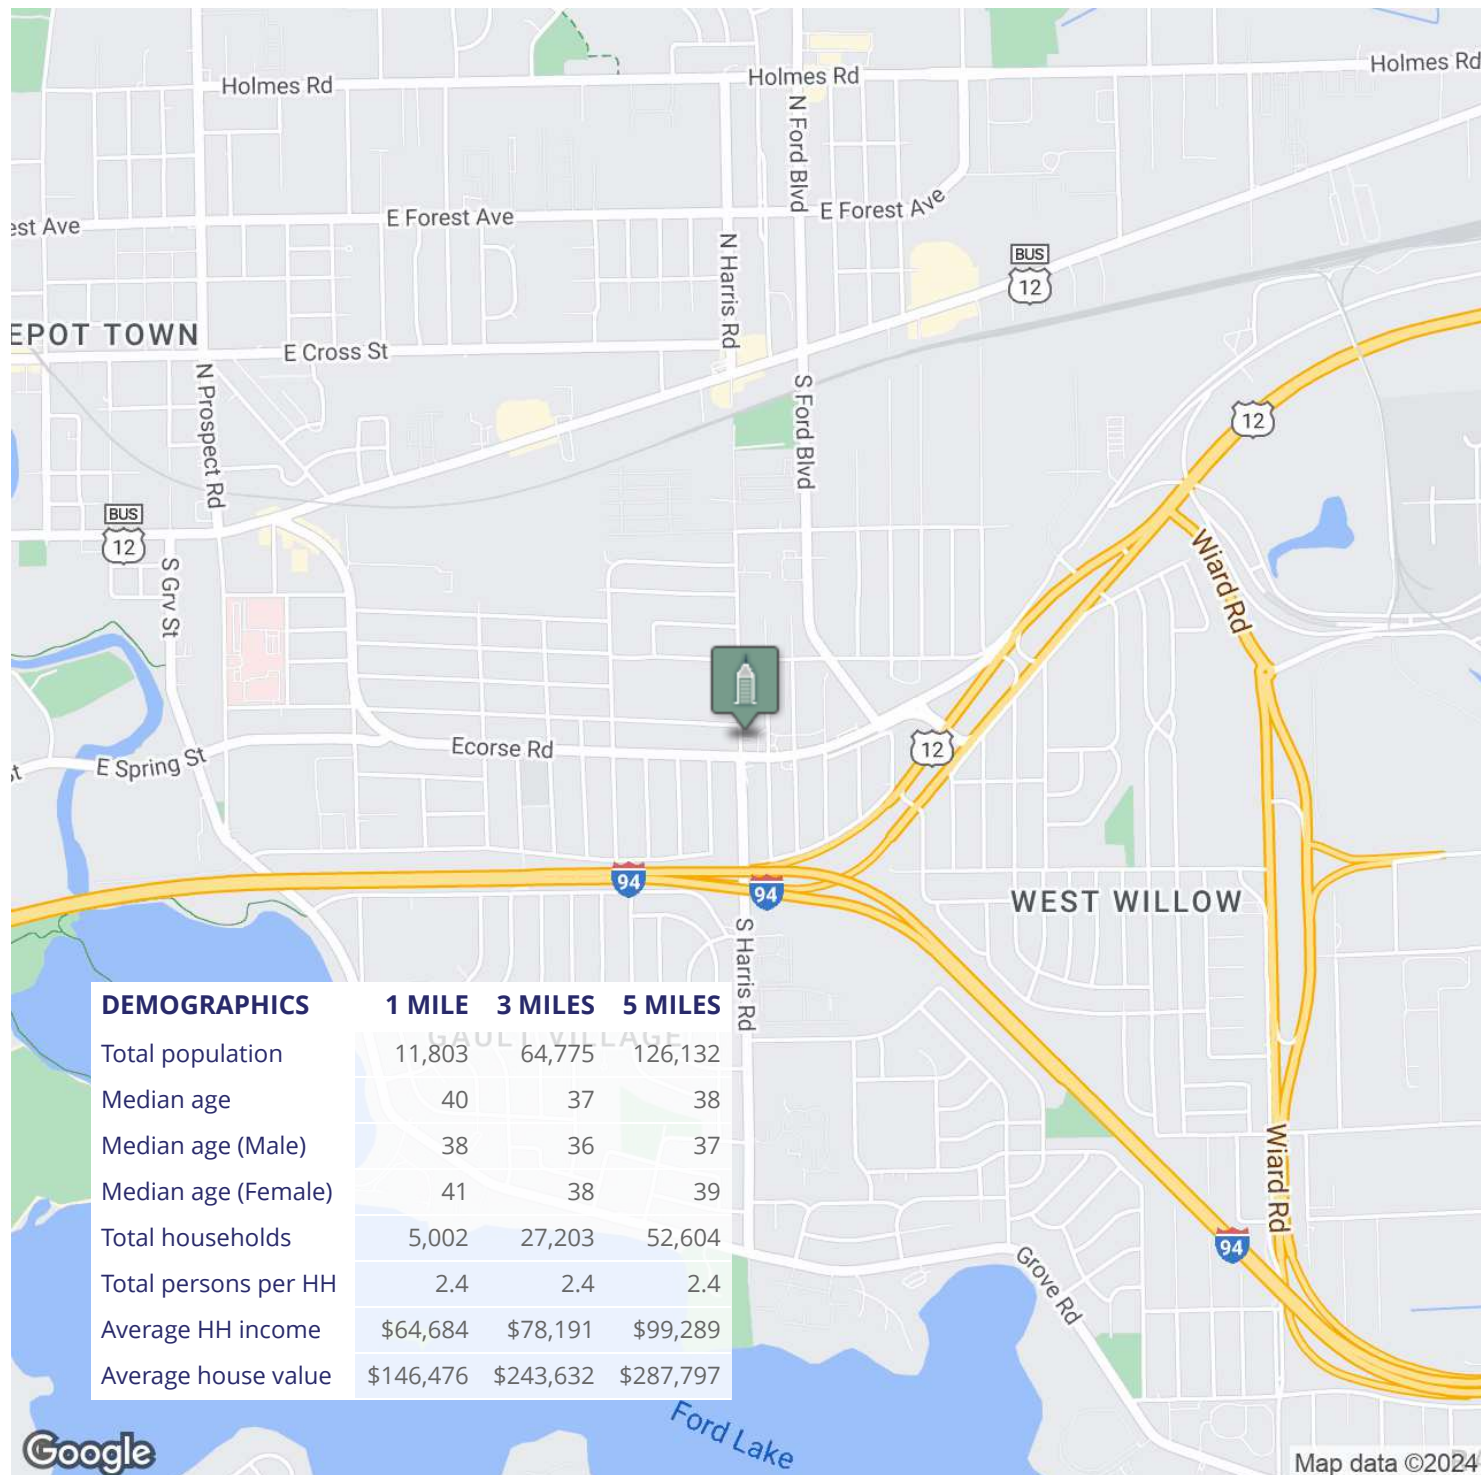 Holmes Rd
Holmes Rd
Holmes Rd
N Ford Blvd
E Forest Ave
E Forest Ave
est Ave
N Harris Rd
BUS
12
EPOT TOWN
E Cross St
N Prospect Rd
S Ford Blvd
12
BUS
12
S Grv St
Wiard Rd
Ecorse Rd
E Spring St
st
12
94
94
WEST WILLOW
S Harris Rd
DEMOGRAPHICS 1 MILE 3 MILES 5 MILES
GAULT VILLAGE
Total population 11,803 64,775 126,132
Median age 40 37 38
Median age (Male) 38 36 37
Median age (Female) 41 38 39
Total households 5,002 27,203 52,604
Total persons per HH 2.4 2.4 2.4
Average HH income $64,684 $78,191 $99,289
Average house value $146,476 $243,632 $287,797
Wiard Rd
94
Grove Rd
Ford Lake
Google
Map data ©2024